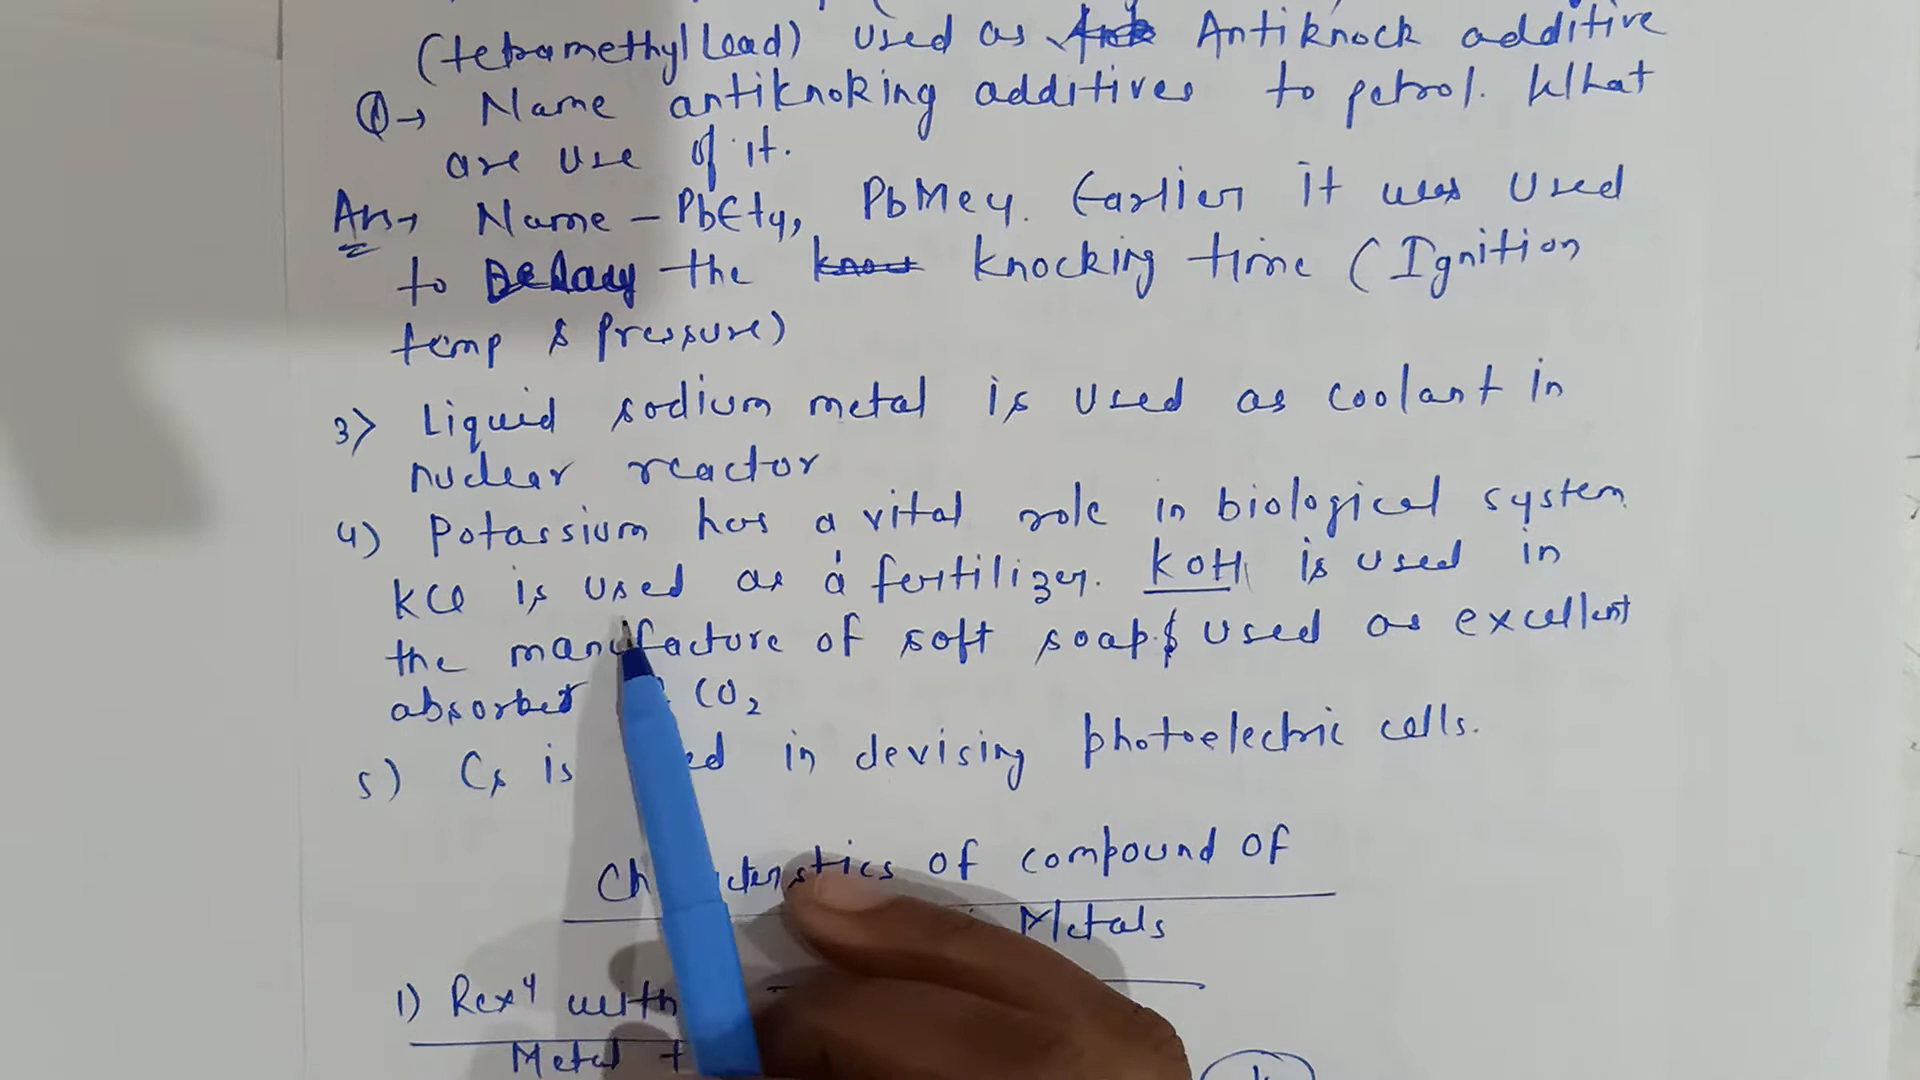 (tetramethyl Lead) used as Antiknock additive
Q→ Name antiknoking additives to petrol. What
are use of it.
Ans→ Name - PbEt4, PbMe4. Earlier it was used
to Delay the knocking time (Ignition
temp & Pressure)
3) Liquid sodium metal is used as coolant in
nuclear reactor
4) Potassium has a vital role in biological system
KCl is used as a fertilizer. KOH is used in
the manufacture of soft soap & used as excellent
absorber CO2
5) Cs is in devising photoelectric cells.
of compound of
Metals
1) Rexn with
Metal +